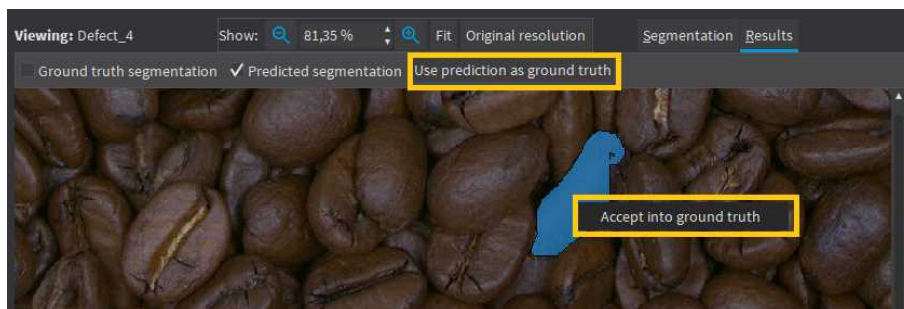 Viewing: Defect_4 Show: 81,35 % Fit Original resolution Segmentation Results
Ground truth segmentation ✓ Predicted segmentation Use prediction as ground truth
Accept into ground truth